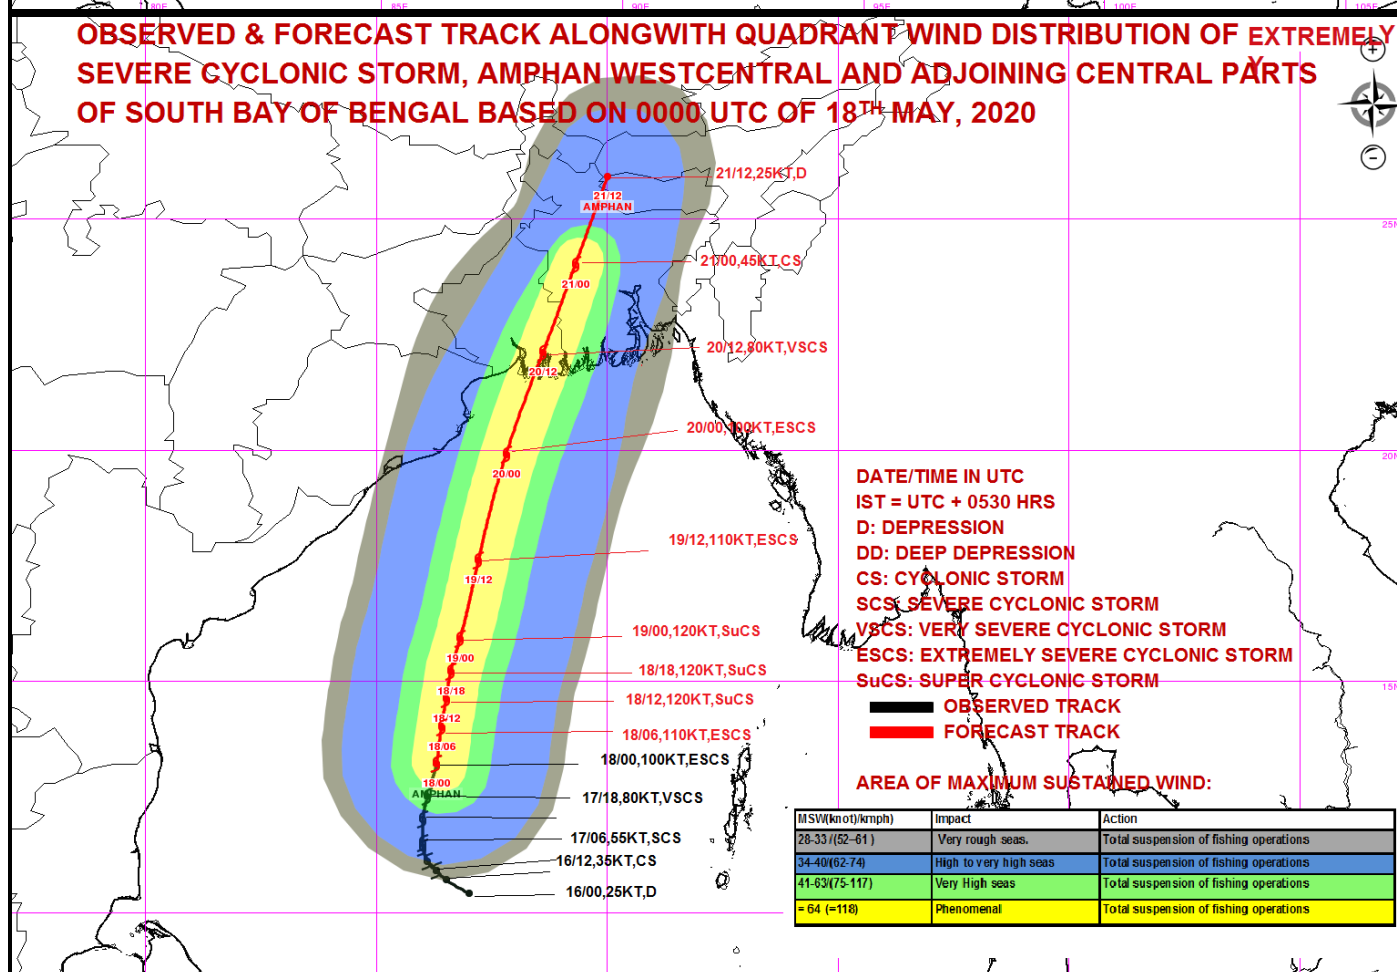 80E 85E 90E 95E 100E 105E
OBSERVED & FORECAST TRACK ALONGWITH QUADRANT WIND DISTRIBUTION OF EXTREMELY
Y
SEVERE CYCLONIC STORM, AMPHAN WESTCENTRAL AND ADJOINING CENTRAL PARTS
OF SOUTH BAY OF BENGAL BASED ON 0000 UTC OF 18TH MAY, 2020
21/12,25KT,D
21/12
AMPHAN
25N
21/00,45KT,CS
21/00
20/12,80KT,VSCS
20/12
20/00,100KT,ESCS
20N
20/00
19/12,110KT,ESCS
19/12
19/00,120KT,SuCS
19/00
18/18,120KT,SuCS
18/18
18/12,120KT,SuCS
18/12
18/06,110KT,ESCS
18/06
18/00,100KT,ESCS
18/00
AMPHAN
17/18,80KT,VSCS
17/06,55KT,SCS
16/12,35KT,CS
16/00,25KT,D
DATE/TIME IN UTC
IST = UTC + 0530 HRS
D: DEPRESSION
DD: DEEP DEPRESSION
CS: CYCLONIC STORM
SCS: SEVERE CYCLONIC STORM
VSCS: VERY SEVERE CYCLONIC STORM
ESCS: EXTREMELY SEVERE CYCLONIC STORM
SuCS: SUPER CYCLONIC STORM
15N
OBSERVED TRACK
FORECAST TRACK
AREA OF MAXIMUM SUSTAINED WIND:
MSW(knot)/kmph) Impact Action
28-33 /(52–61 ) Very rough seas. Total suspension of fishing operations
34-40/(62-74) High to very high seas Total suspension of fishing operations
41-63/(75-117) Very High seas Total suspension of fishing operations
= 64 (=118) Phenomenal Total suspension of fishing operations